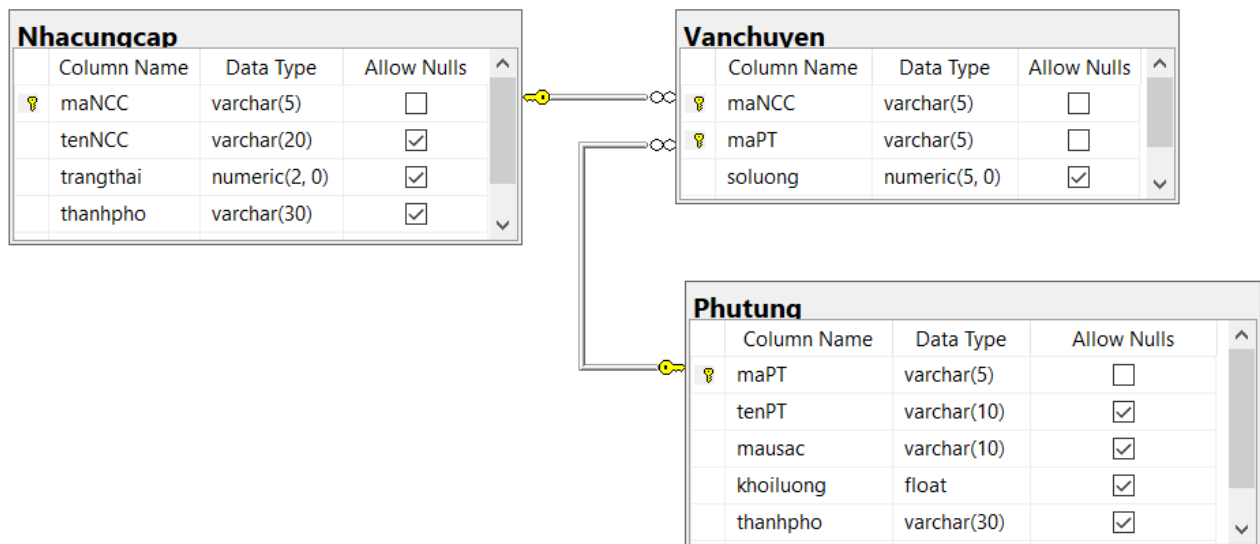 Nhacungcap
Column Name Data Type Allow Nulls
maNCC varchar(5)
tenNCC varchar(20)
trangthai numeric(2, 0)
thanhpho varchar(30)
Vanchuyen
Column Name Data Type Allow Nulls
maNCC varchar(5)
maPT varchar(5)
soluong numeric(5, 0)
Phutung
Column Name Data Type Allow Nulls
maPT varchar(5)
tenPT varchar(10)
mausac varchar(10)
khoiluong float
thanhpho varchar(30)